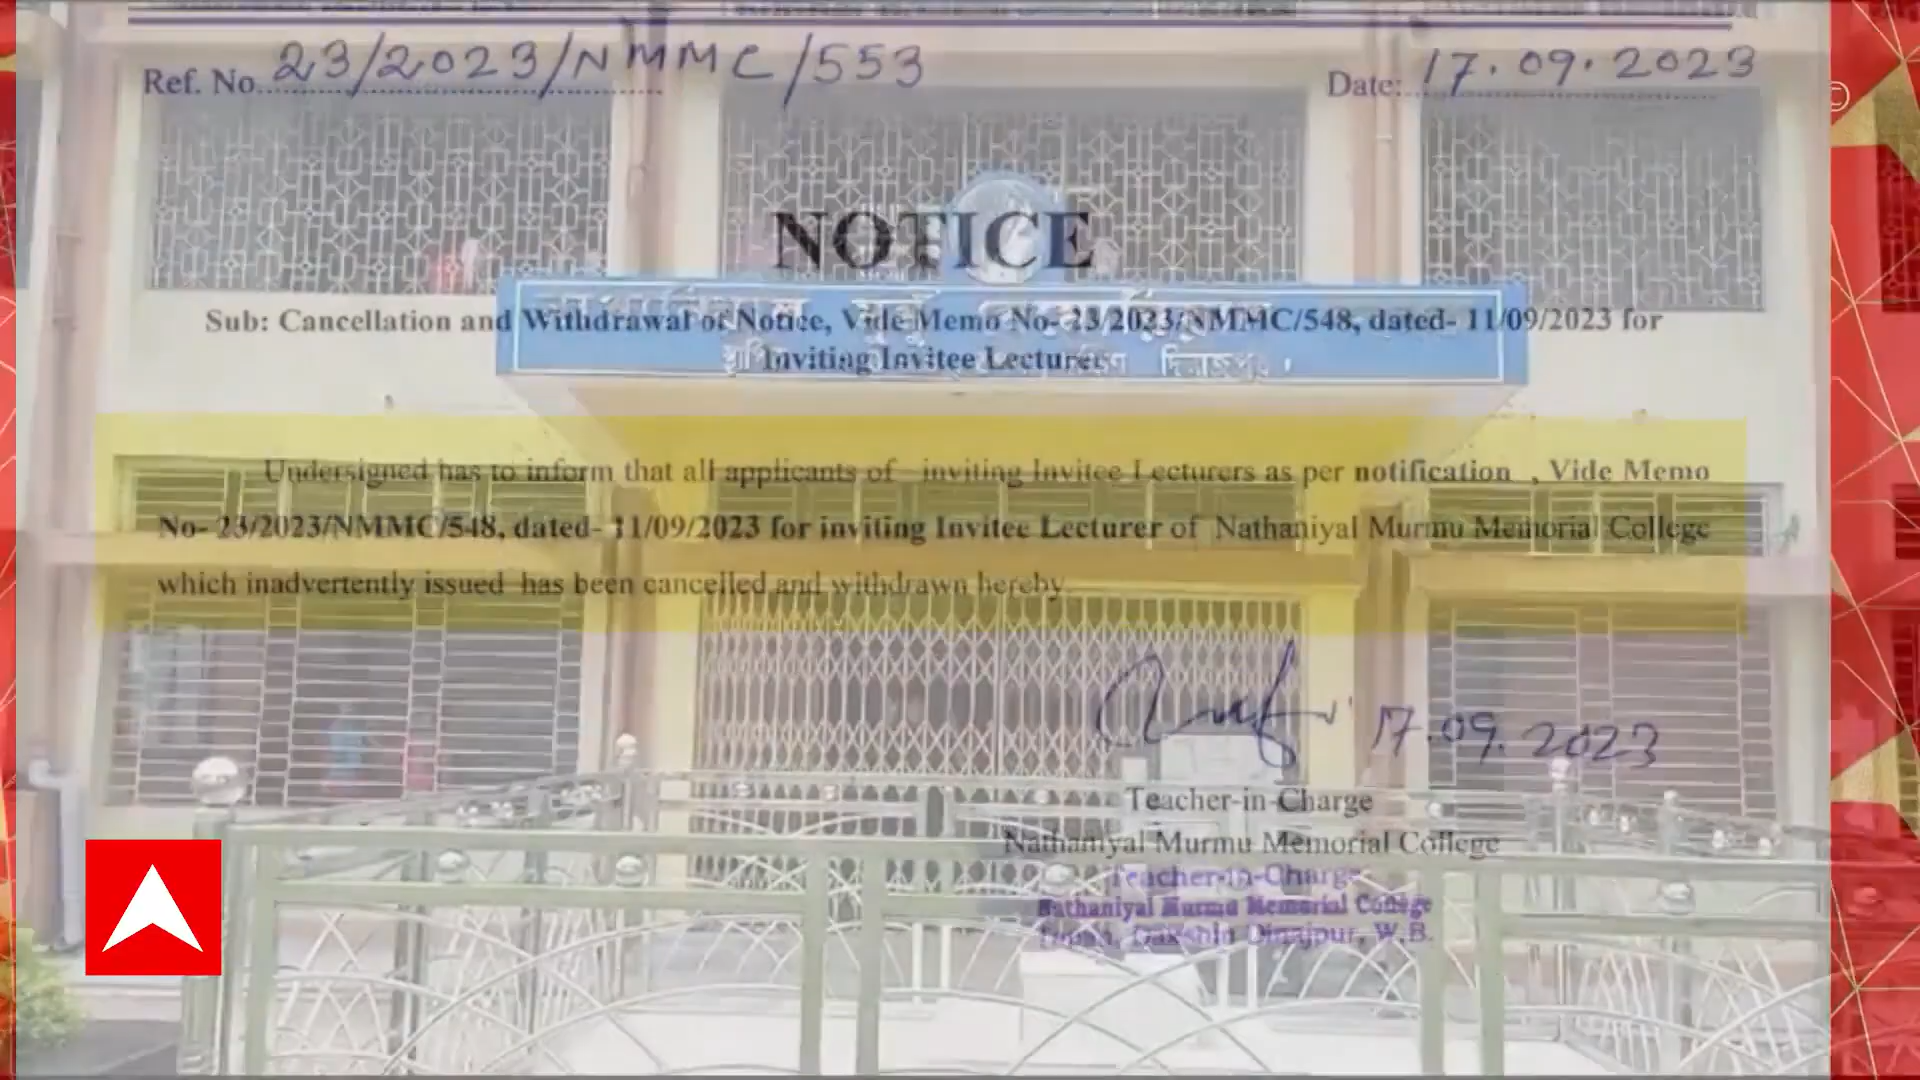 Ref. No. 23/2023/NMMC/553
Date: 17.09.2023
©
NOTICE
Sub: Cancellation and Withdrawal of Notice, Vide Memo No- 23/2023/NMMC/548, dated- 11/09/2023 for
Inviting Invitee Lecturer
Undersigned has to inform that all applicants of inviting Invitee Lecturers as per notification , Vide Memo
No- 23/2023/NMMC/548, dated- 11/09/2023 for inviting Invitee Lecturer of Nathaniyal Murmu Memorial College
which inadvertently issued has been cancelled and withdrawn hereby
17.09.2023
Teacher-in-Charge
Nathaniyal Murmu Memorial College
Teacher-in-Charge
Nathaniyal Murmu Memorial College
Dakshin Dinajpur, W.B.